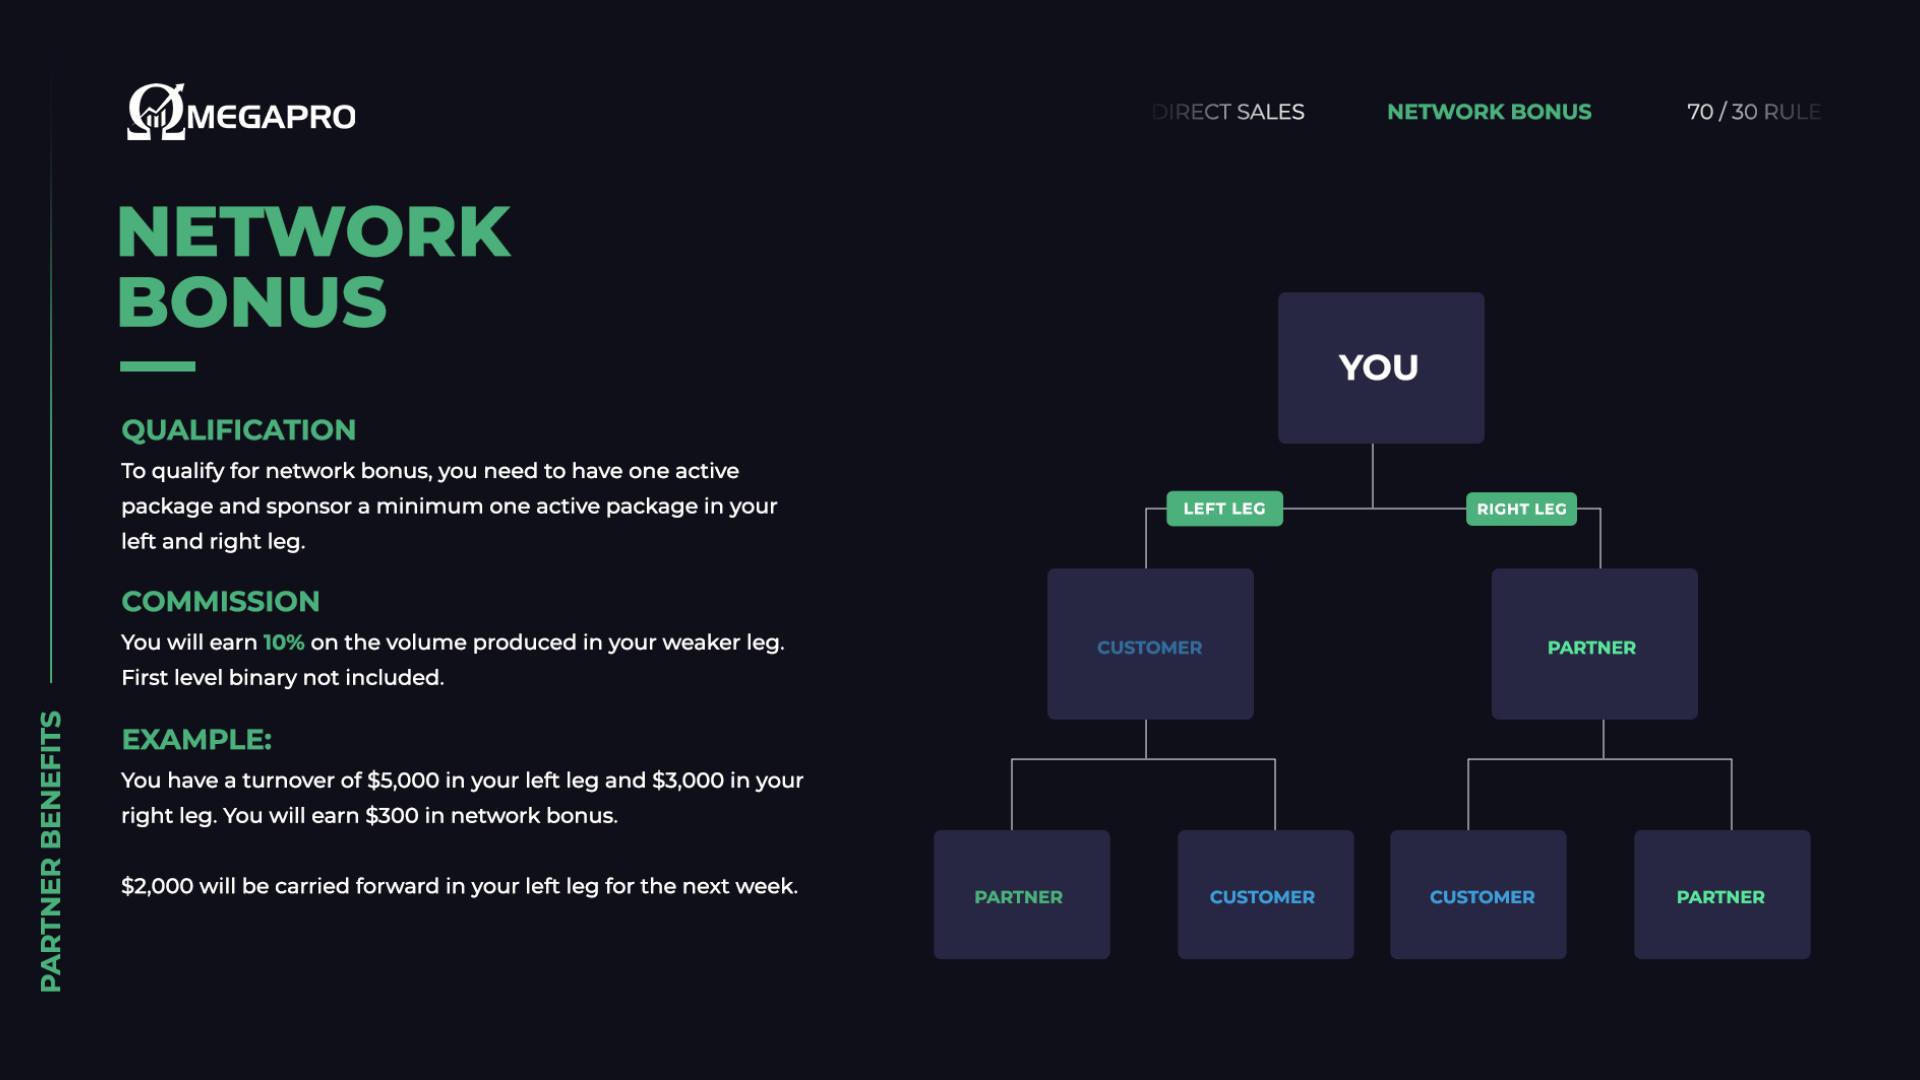 ΩMEGAPRO
DIRECT SALES
NETWORK BONUS
70 / 30 RULE
NETWORK
BONUS
QUALIFICATION
To qualify for network bonus, you need to have one active
package and sponsor a minimum one active package in your
left and right leg.
COMMISSION
You will earn 10% on the volume produced in your weaker leg.
First level binary not included.
EXAMPLE:
You have a turnover of $5,000 in your left leg and $3,000 in your
right leg. You will earn $300 in network bonus.
$2,000 will be carried forward in your left leg for the next week.
PARTNER BENEFITS
YOU
LEFT LEG
RIGHT LEG
CUSTOMER
PARTNER
PARTNER
CUSTOMER
CUSTOMER
PARTNER